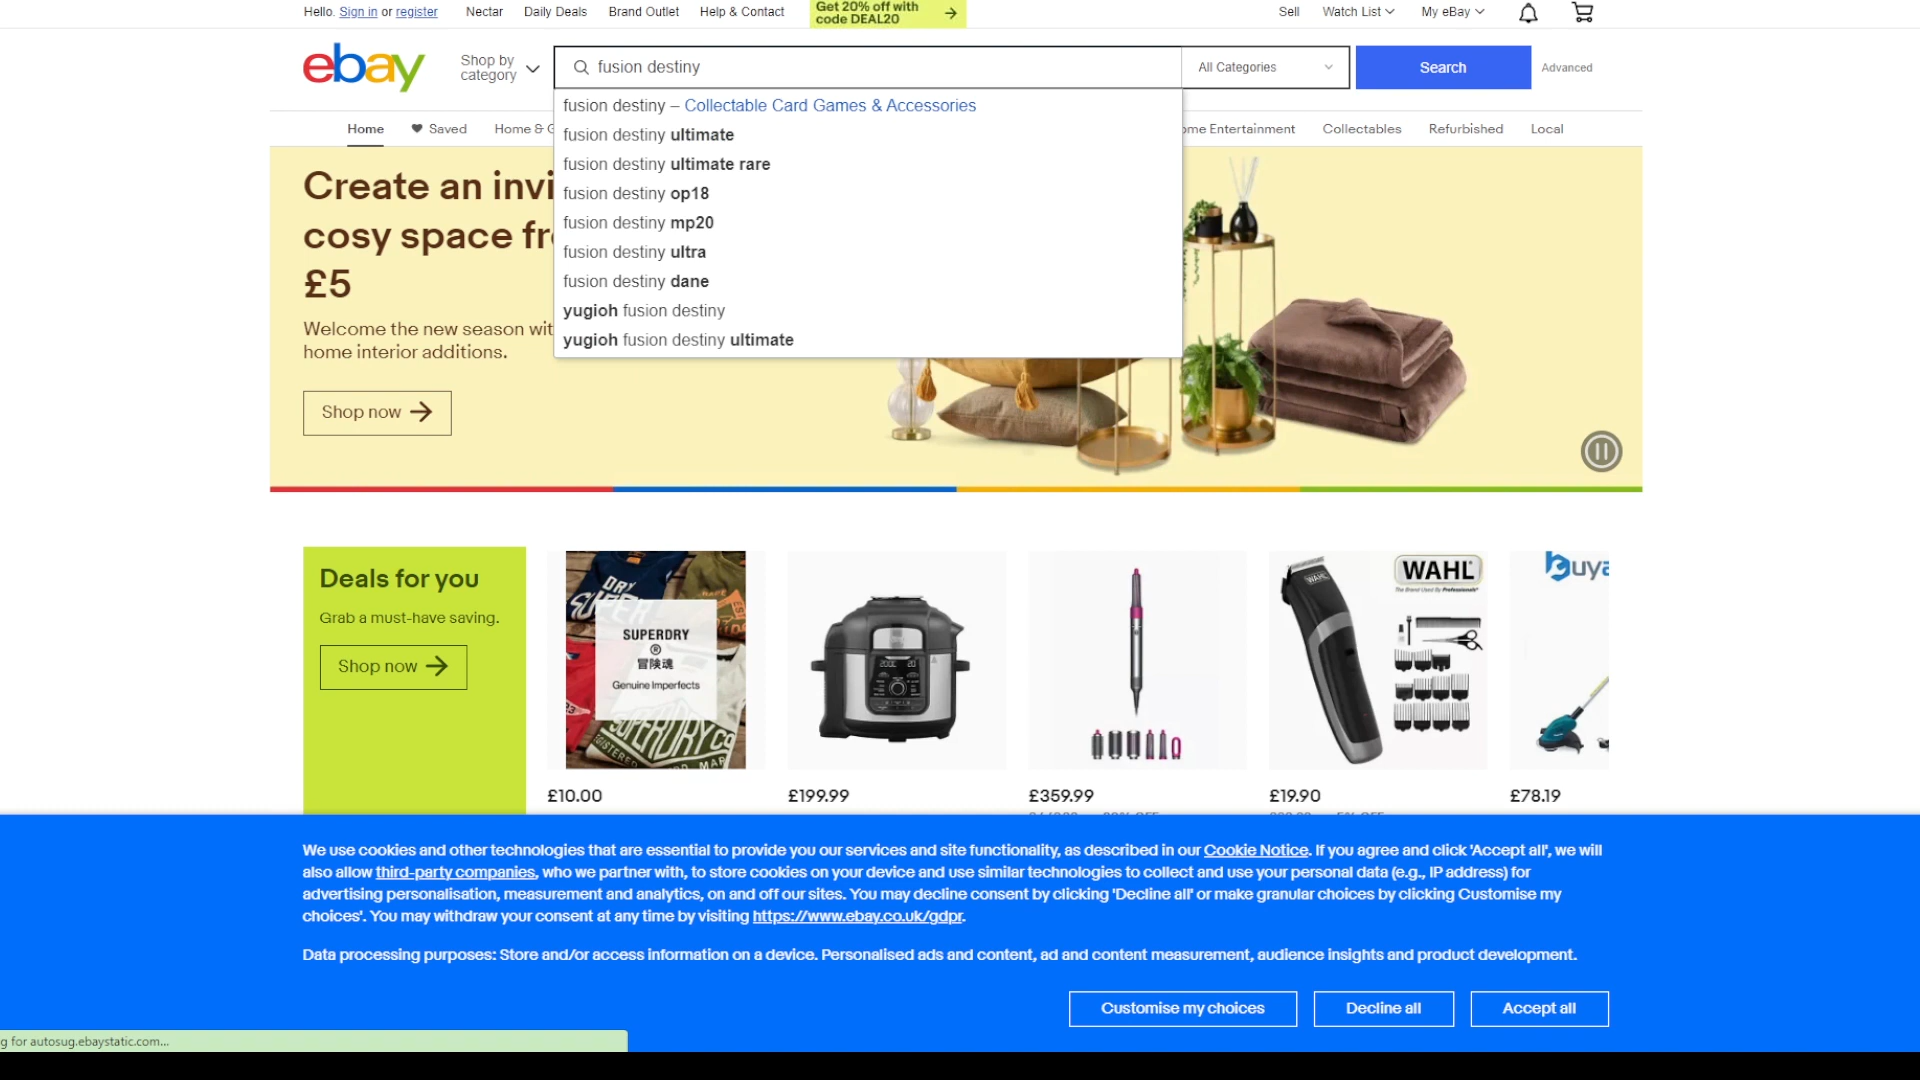 Hello. Sign in or register
Nectar
Daily Deals
Brand Outlet
Help & Contact
Get 20% off with
code DEAL20
Sell
Watch List
My eBay
ebay
Shop by
category
fusion destiny
All Categories
Search
Advanced
fusion destiny – Collectable Card Games & Accessories
fusion destiny ultimate
fusion destiny ultimate rare
fusion destiny op18
fusion destiny mp20
fusion destiny ultra
fusion destiny dane
yugioh fusion destiny
yugioh fusion destiny ultimate
Home
Saved
Home &
Entertainment
Collectables
Refurbished
Local
Create an
cosy space
£5
Welcome the new season
home interior additions.
Shop now
Deals for you
Grab a must-have saving.
Shop now
DRY
SUPERDRY
®
冒険魂
Genuine Imperfects
WAHL
The Brand Used By Professionals
£10.00
£199.99
£359.99
£19.90
£78.19
We use cookies and other technologies that are essential to provide you our services and site functionality, as described in our Cookie Notice. If you agree and click 'Accept all', we will
also allow third-party companies, who we partner with, to store cookies on your device and use similar technologies to collect and use your personal data (e.g., IP address) for
advertising personalisation, measurement and analytics, on and off our sites. You may decline consent by clicking 'Decline all' or make granular choices by clicking Customise my
choices'. You may withdraw your consent at any time by visiting https://www.ebay.co.uk/gdpr.
Data processing purposes: Store and/or access information on a device. Personalised ads and content, ad and content measurement, audience insights and product development.
Customise my choices
Decline all
Accept all
g for autosug.ebaystatic.com...